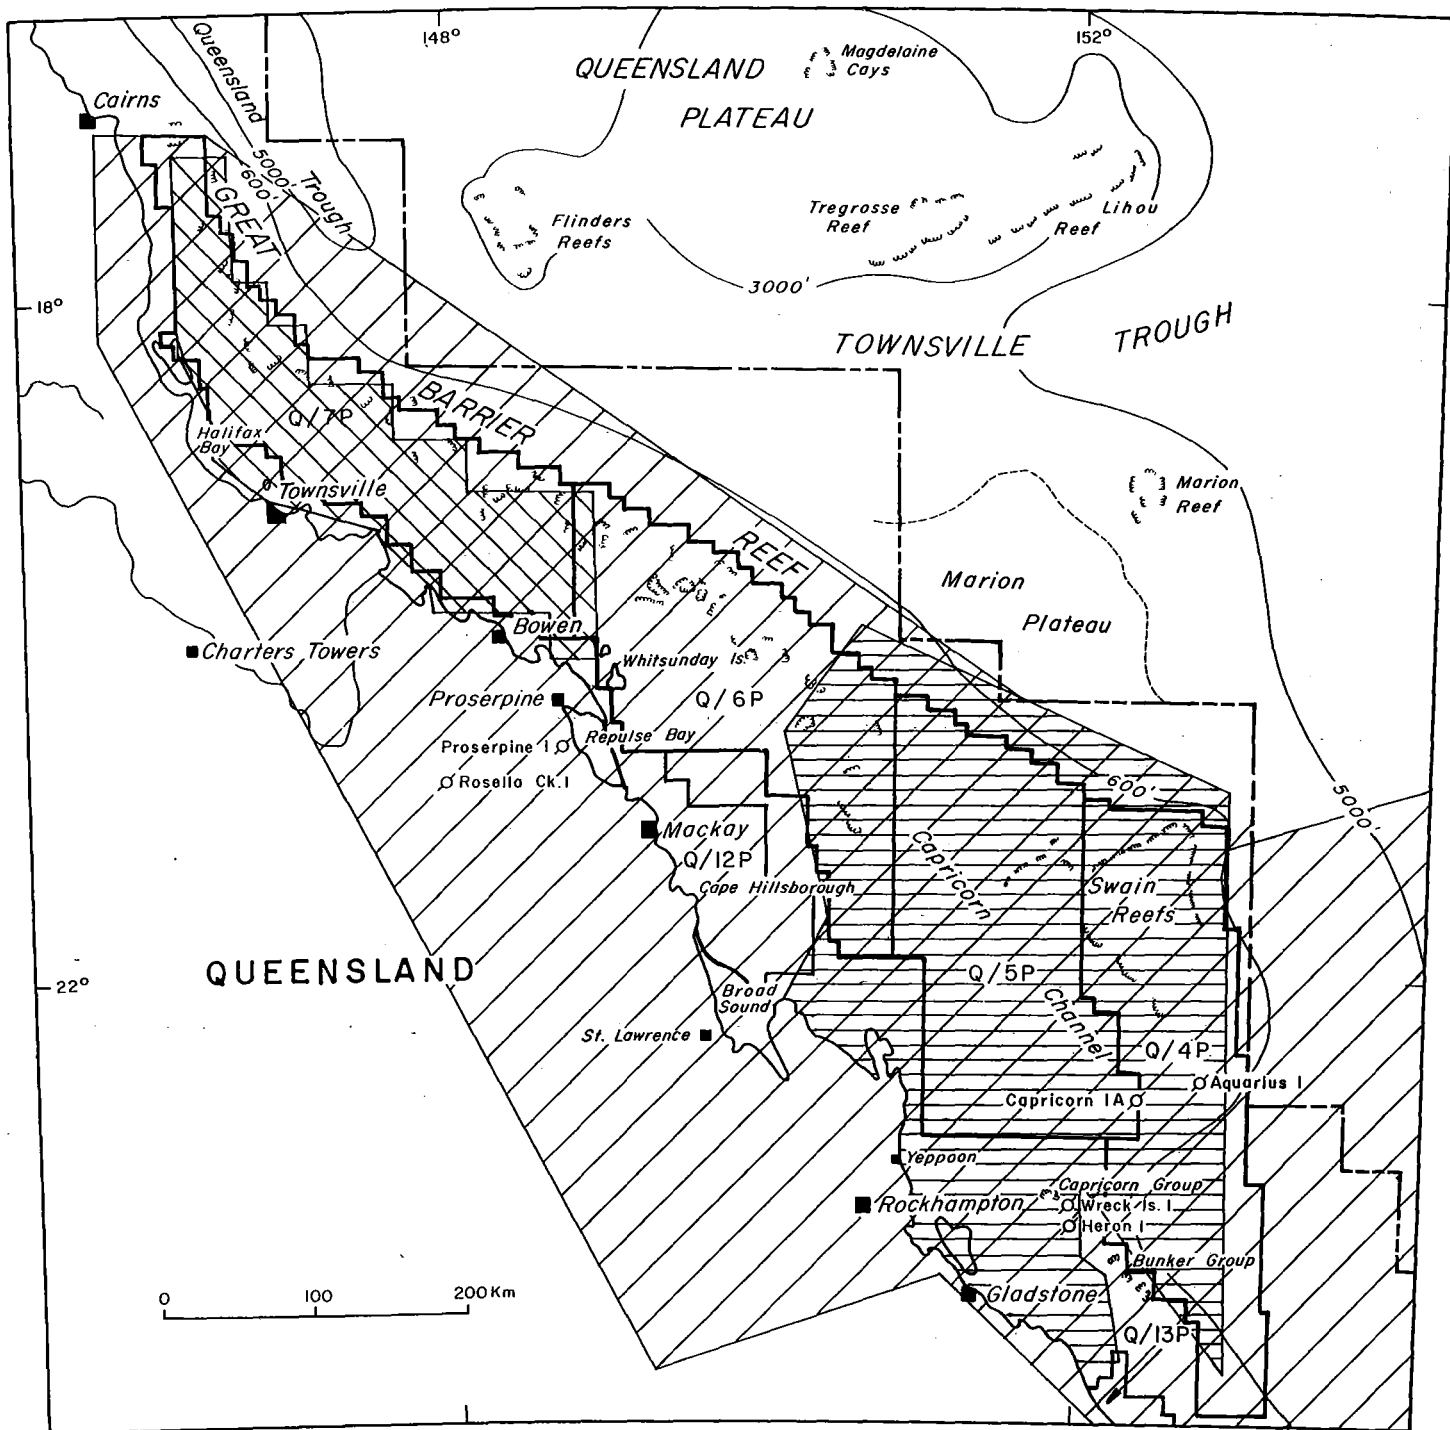 148°
152°
Queensland
Trough
QUEENSLAND
PLATEAU
Magdelaine
Cays
Cairns
5000'
600'
GREAT
Flinders
Reefs
Tregrosse
Reef
Lihou
Reef
3000'
18°
TOWNSVILLE
TROUGH
BARRIER
Q/7P
Halifax
Bay
Townsville
Marion
Reef
REEF
Marion
Plateau
Bowen
Charters Towers
Whitsunday Is.
Proserpine
Q/6P
Repulse Bay
Proserpine 1
Rosella Ck. 1
600'
5000'
Mackay
Q/12P
Capricorn
Cape Hillsborough
Swain
Reefs
QUEENSLAND
Q/5P
22°
Broad
Sound
Channel
St. Lawrence
Q/4P
Aquarius 1
Capricorn 1A
Yeppoon
Capricorn Group
Rockhampton
Wreck Is. 1
Heron 1
Bunker Group
Gladstone
0 100 200 Km
Q/13P